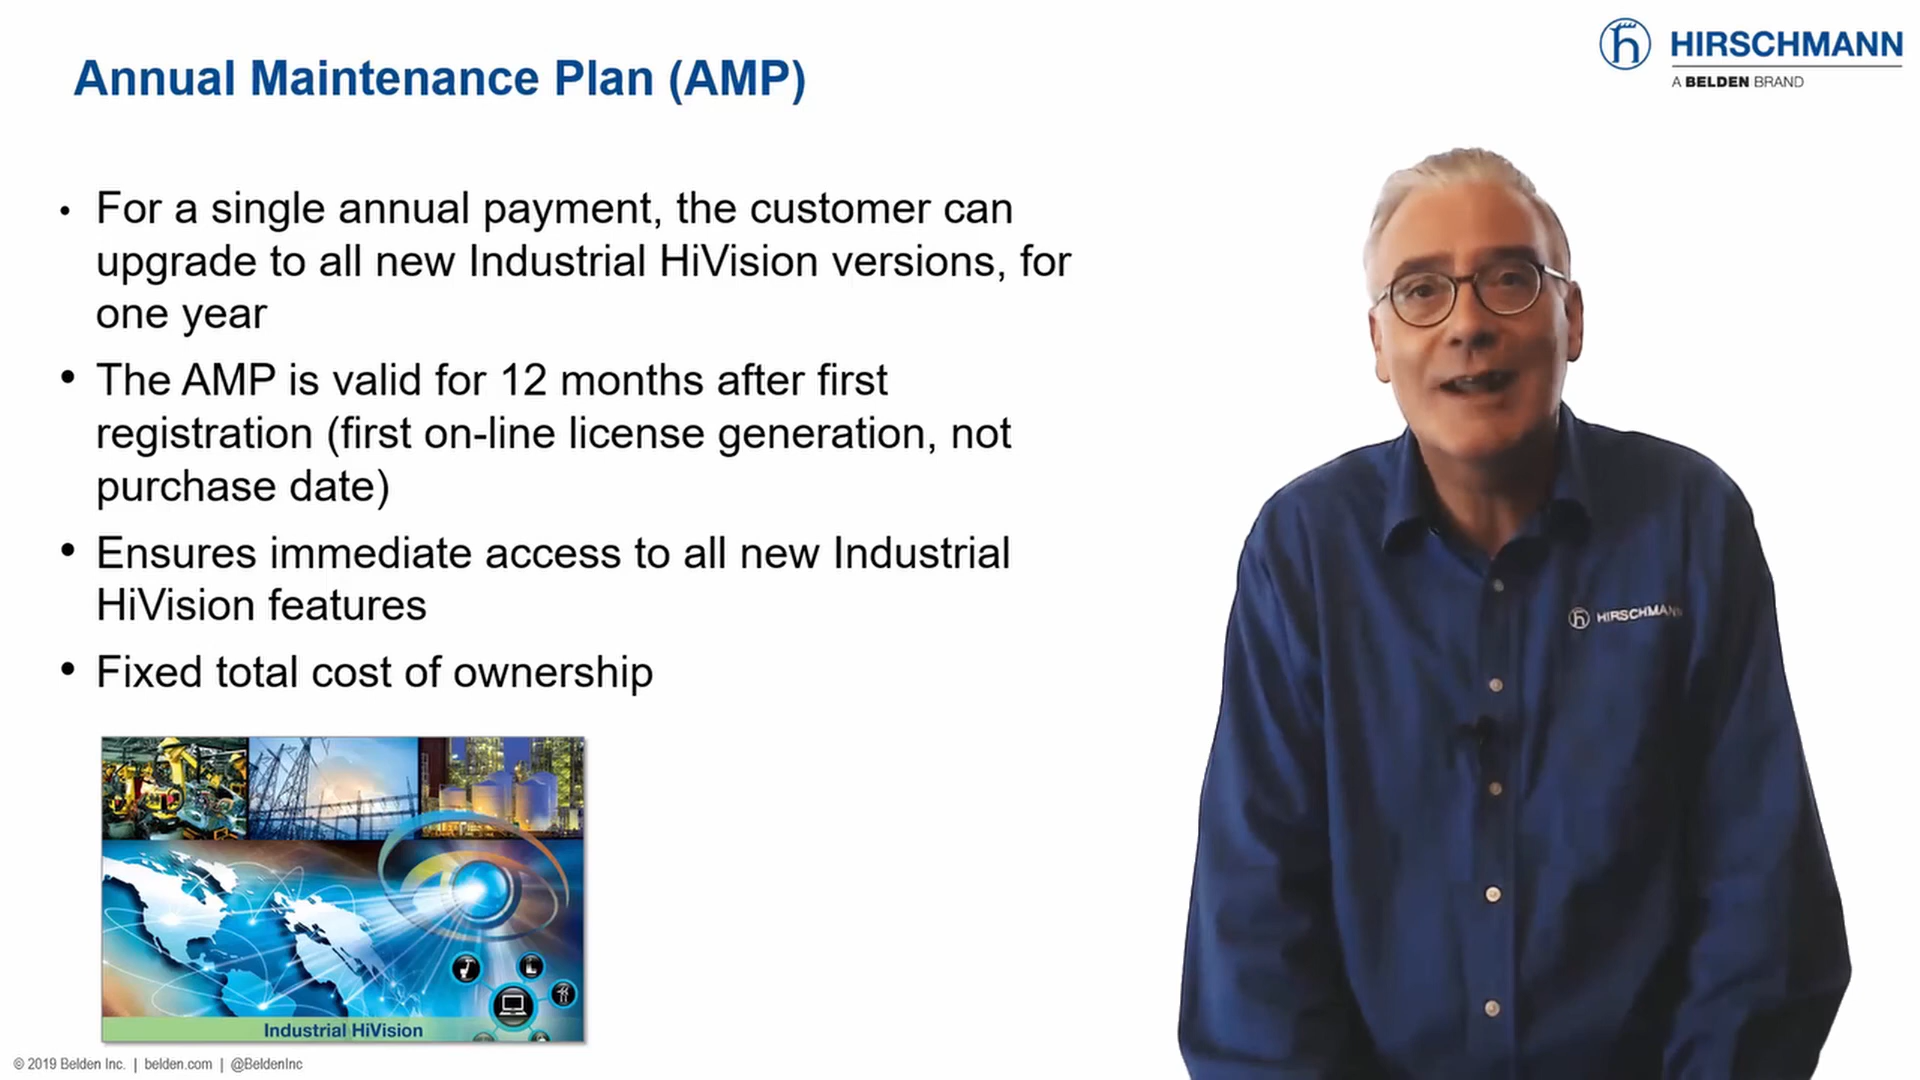 Annual Maintenance Plan (AMP)
HIRSCHMANN
A BELDEN BRAND
• For a single annual payment, the customer can
upgrade to all new Industrial HiVision versions, for
one year
• The AMP is valid for 12 months after first
registration (first on-line license generation, not
purchase date)
• Ensures immediate access to all new Industrial
HiVision features
• Fixed total cost of ownership
HIRSCHMANN
Industrial HiVision
© 2019 Belden Inc. | belden.com | @BeldenInc